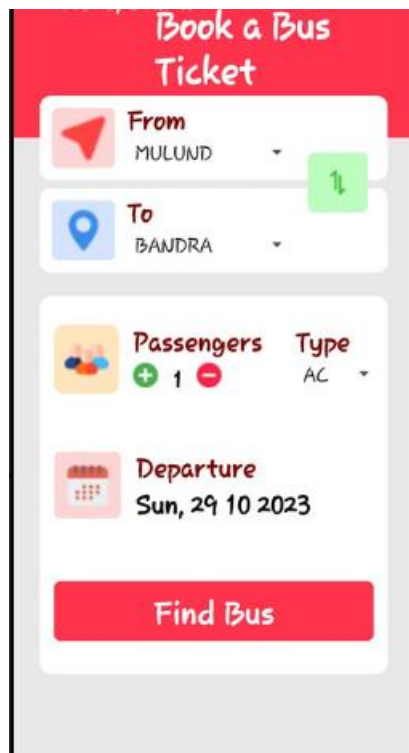 Book a Bus
Ticket
From
MULUND
To
BANDRA
Passengers Type
1 AC
Departure
Sun, 29 10 2023
Find Bus